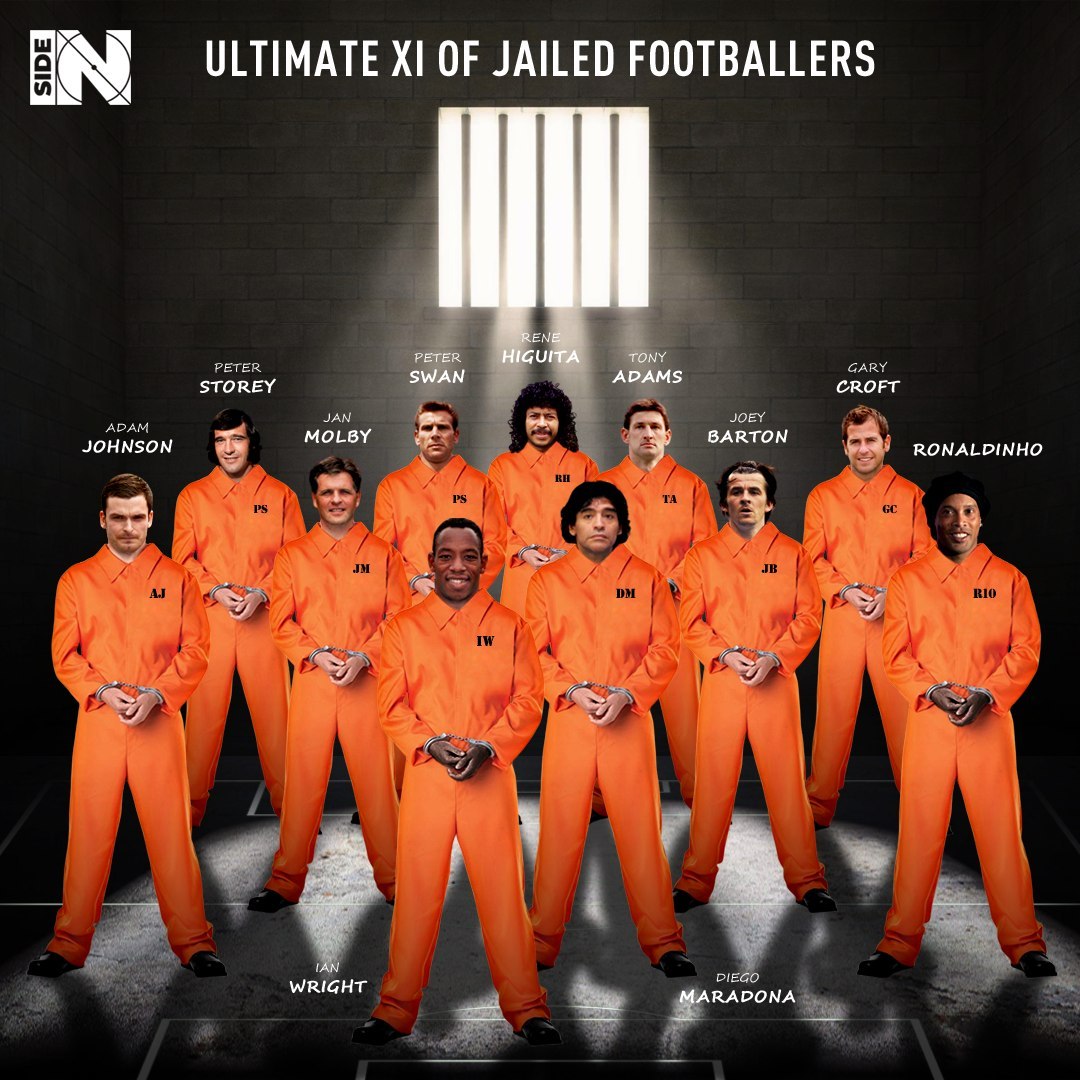 SIDE
N
ULTIMATE XI OF JAILED FOOTBALLERS
RENE
HIGUITA
PETER
SWAN
TONY
ADAMS
PETER
STOREY
GARY
CROFT
JAN
MOLBY
JOEY
BARTON
ADAM
JOHNSON
RONALDINHO
RH
PS
TA
PS
GC
JM
JB
AJ
DM
R10
IW
IAN
WRIGHT
DIEGO
MARADONA